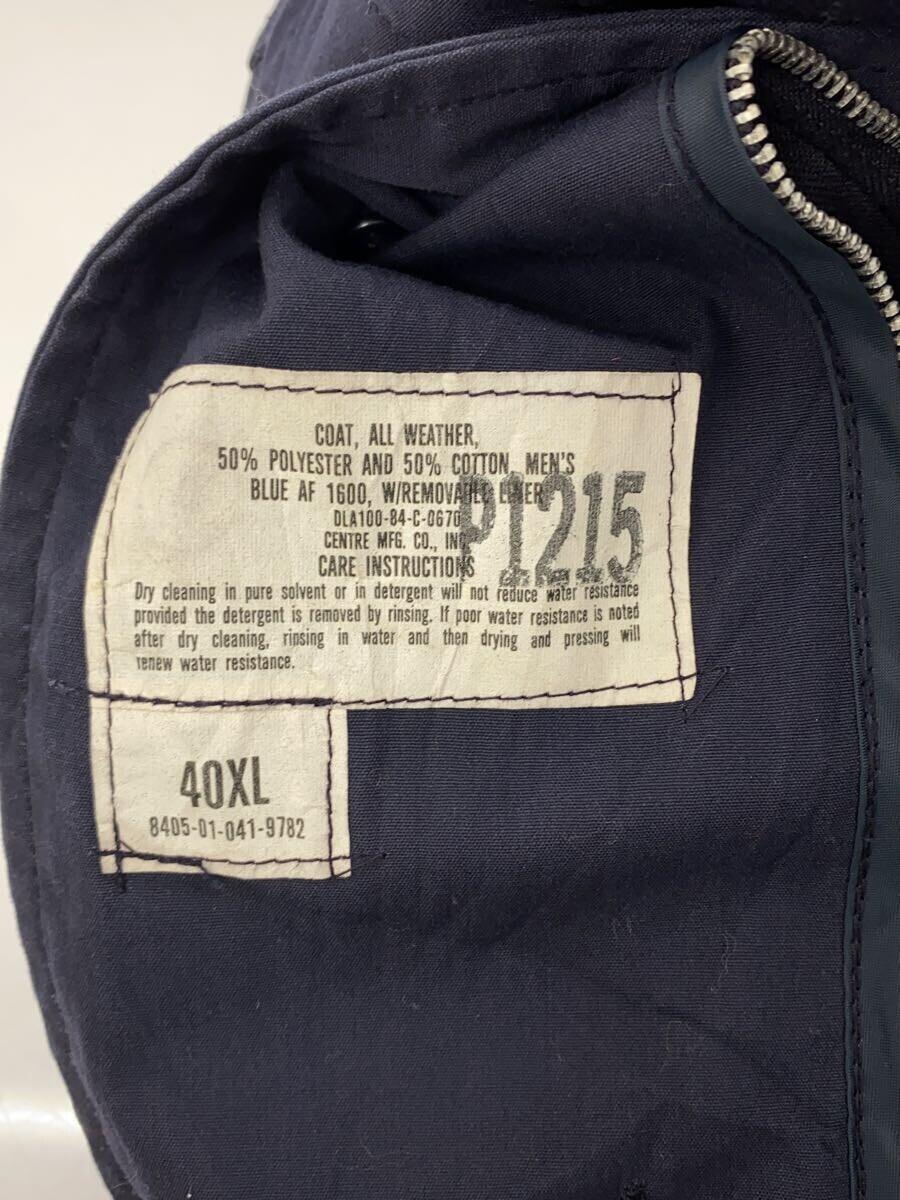 COAT, ALL WEATHER,
50% POLYESTER AND 50% COTTON, MEN'S
BLUE AF 1600, W/REMOVABLE LINER
DLA100-84-C-0670
CENTRE MFG. CO., INC.
P1215
CARE INSTRUCTIONS
Dry cleaning in pure solvent or in detergent will not reduce water resistance
provided the detergent is removed by rinsing. If poor water resistance is noted
after dry cleaning, rinsing in water and then drying and pressing will
renew water resistance.
40XL
8405-01-041-9782